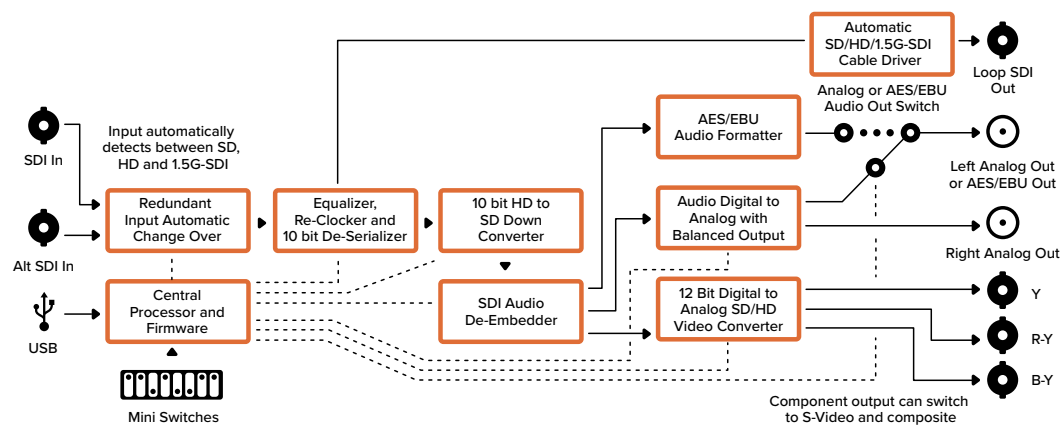 Automatic
SD/HD/1.5G-SDI
Cable Driver
Loop SDI
Out
Analog or AES/EBU
Audio Out Switch
AES/EBU
Audio Formatter
Input automatically
detects between SD,
HD and 1.5G-SDI
SDI In
Left Analog Out
or AES/EBU Out
Redundant
Input Automatic
Change Over
Equalizer,
Re-Clocker and
10 bit De-Serializer
10 bit HD to
SD Down
Converter
Audio Digital to
Analog with
Balanced Output
Alt SDI In
Right Analog Out
Central
Processor and
Firmware
SDI Audio
De-Embedder
12 Bit Digital to
Analog SD/HD
Video Converter
Y
USB
R-Y
B-Y
Mini Switches
Component output can switch
to S-Video and composite